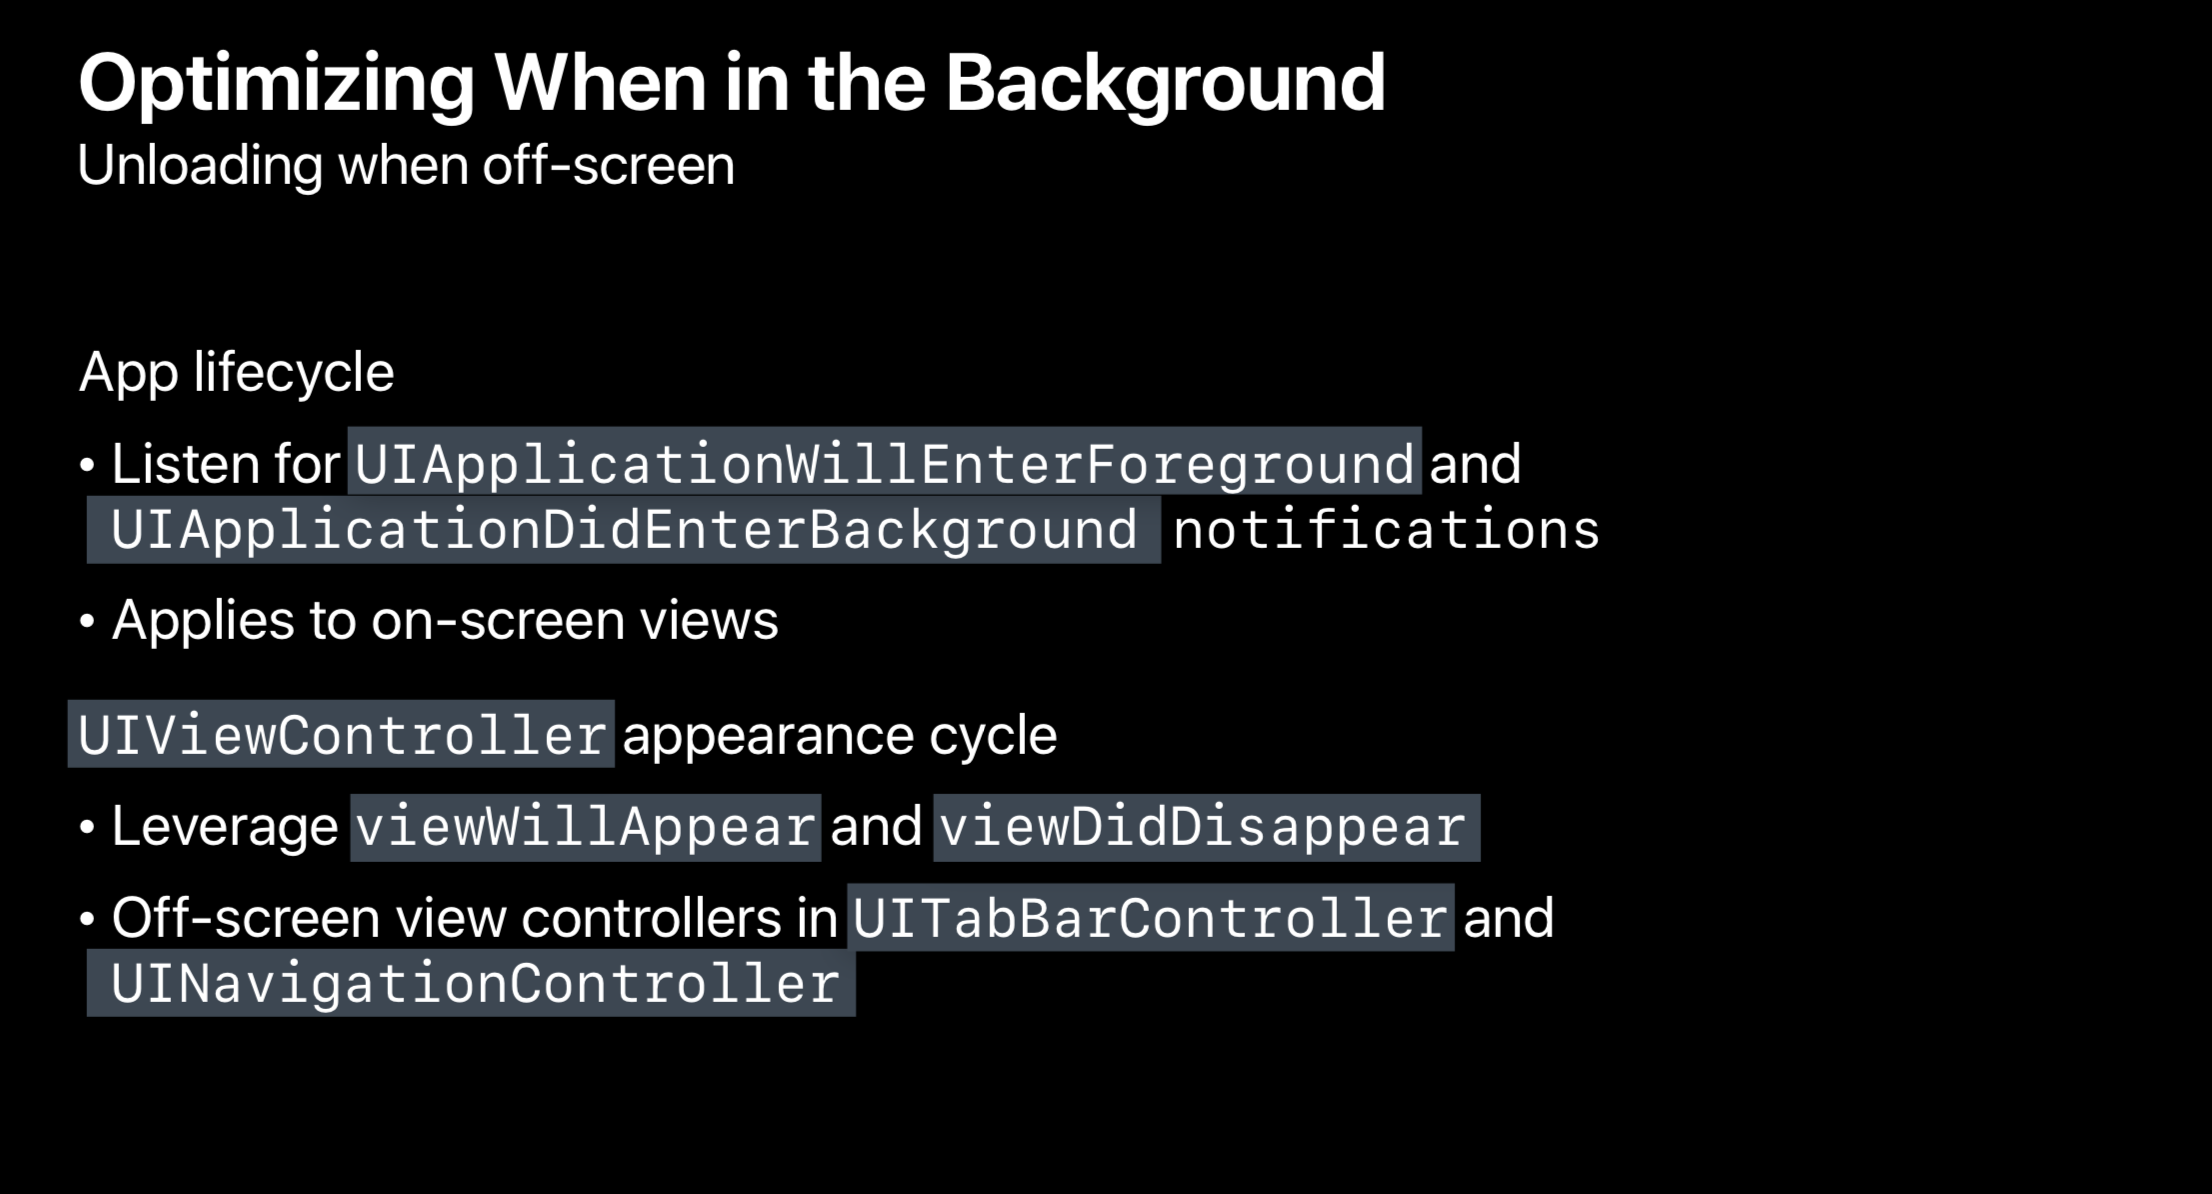 Optimizing When in the Background
Unloading when off-screen
App lifecycle
• Listen for UIApplicationWillEnterForeground and
UIApplicationDidEnterBackground notifications
• Applies to on-screen views
UIViewController appearance cycle
• Leverage viewWillAppear and viewDidDisappear
• Off-screen view controllers in UITabBarController and
UINavigationController